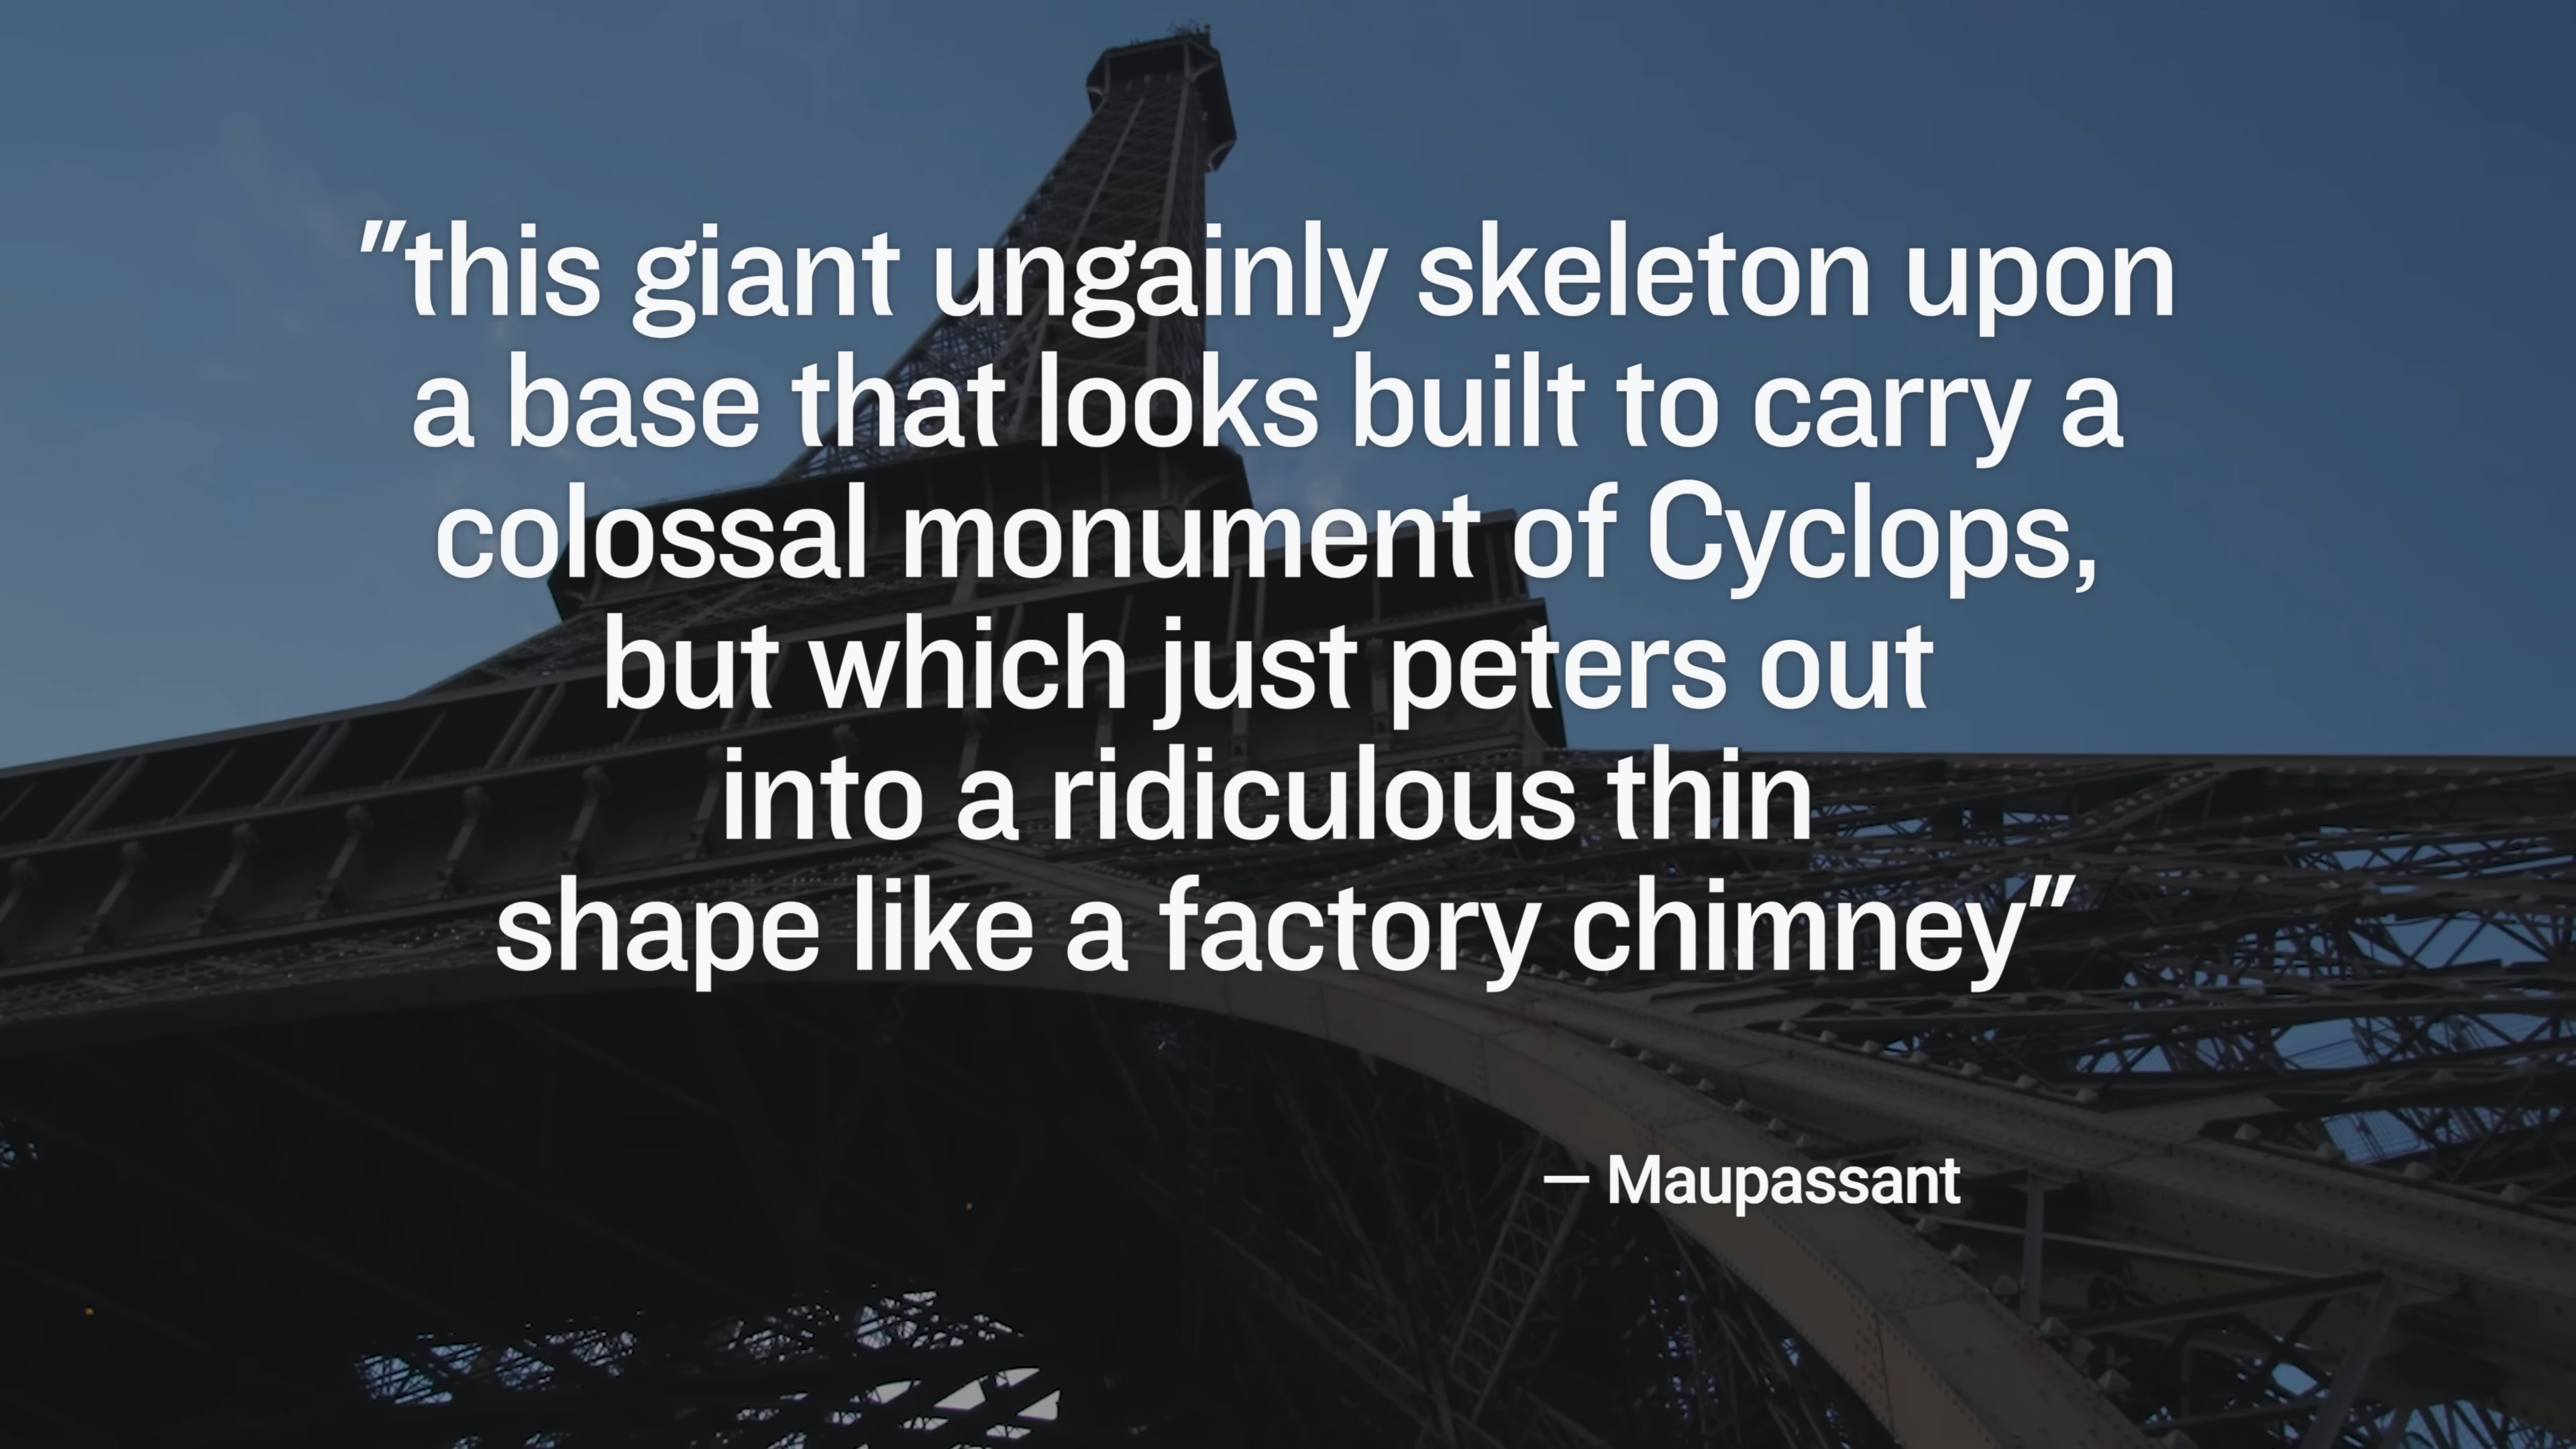 "this giant ungainly skeleton upon
a base that looks built to carry a
colossal monument of Cyclops,
but which just peters out
into a ridiculous thin
shape like a factory chimney"
— Maupassant